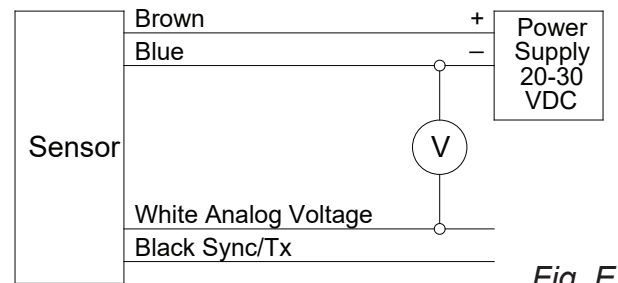 Brown
+
Blue
–
Power
Supply
20-30
VDC
Sensor
V
White Analog Voltage
Black Sync/Tx
Fig. E